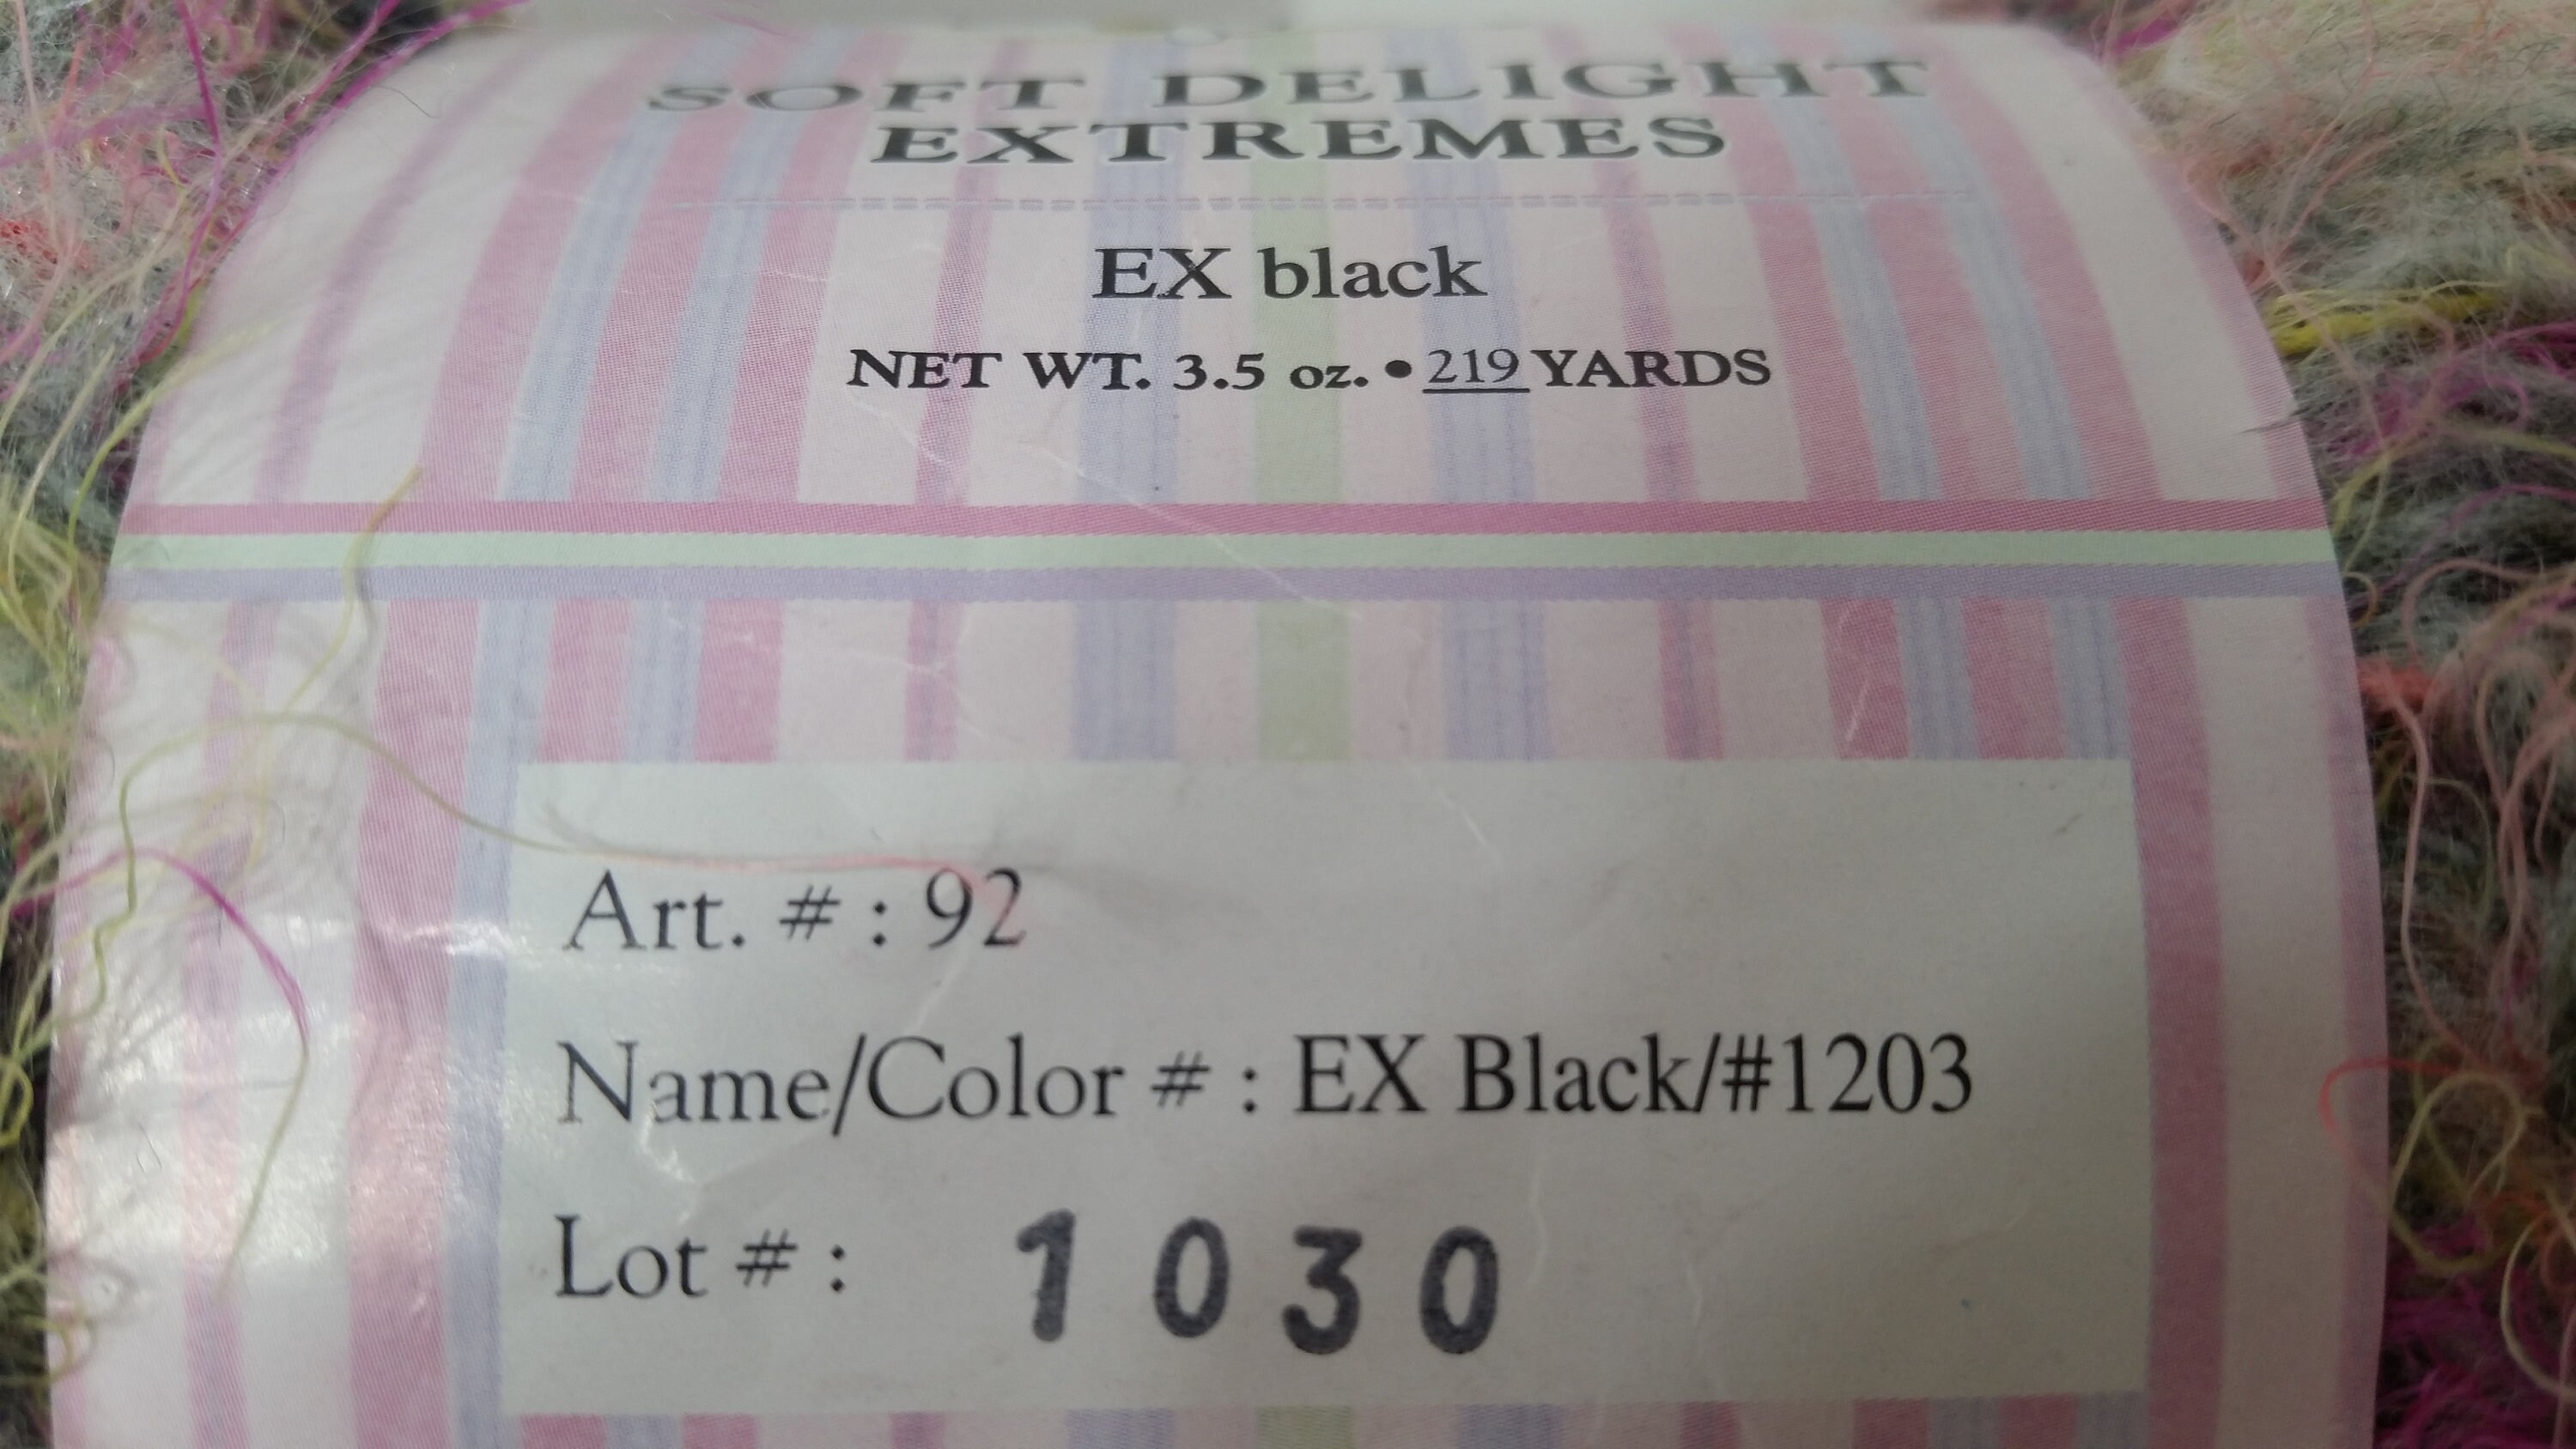 SOFT DELIGHT
EXTREMES
EX black
NET WT. 3.5 oz. • 219 YARDS
Art. # : 92
Name/Color # : EX Black/#1203
Lot # : 1030